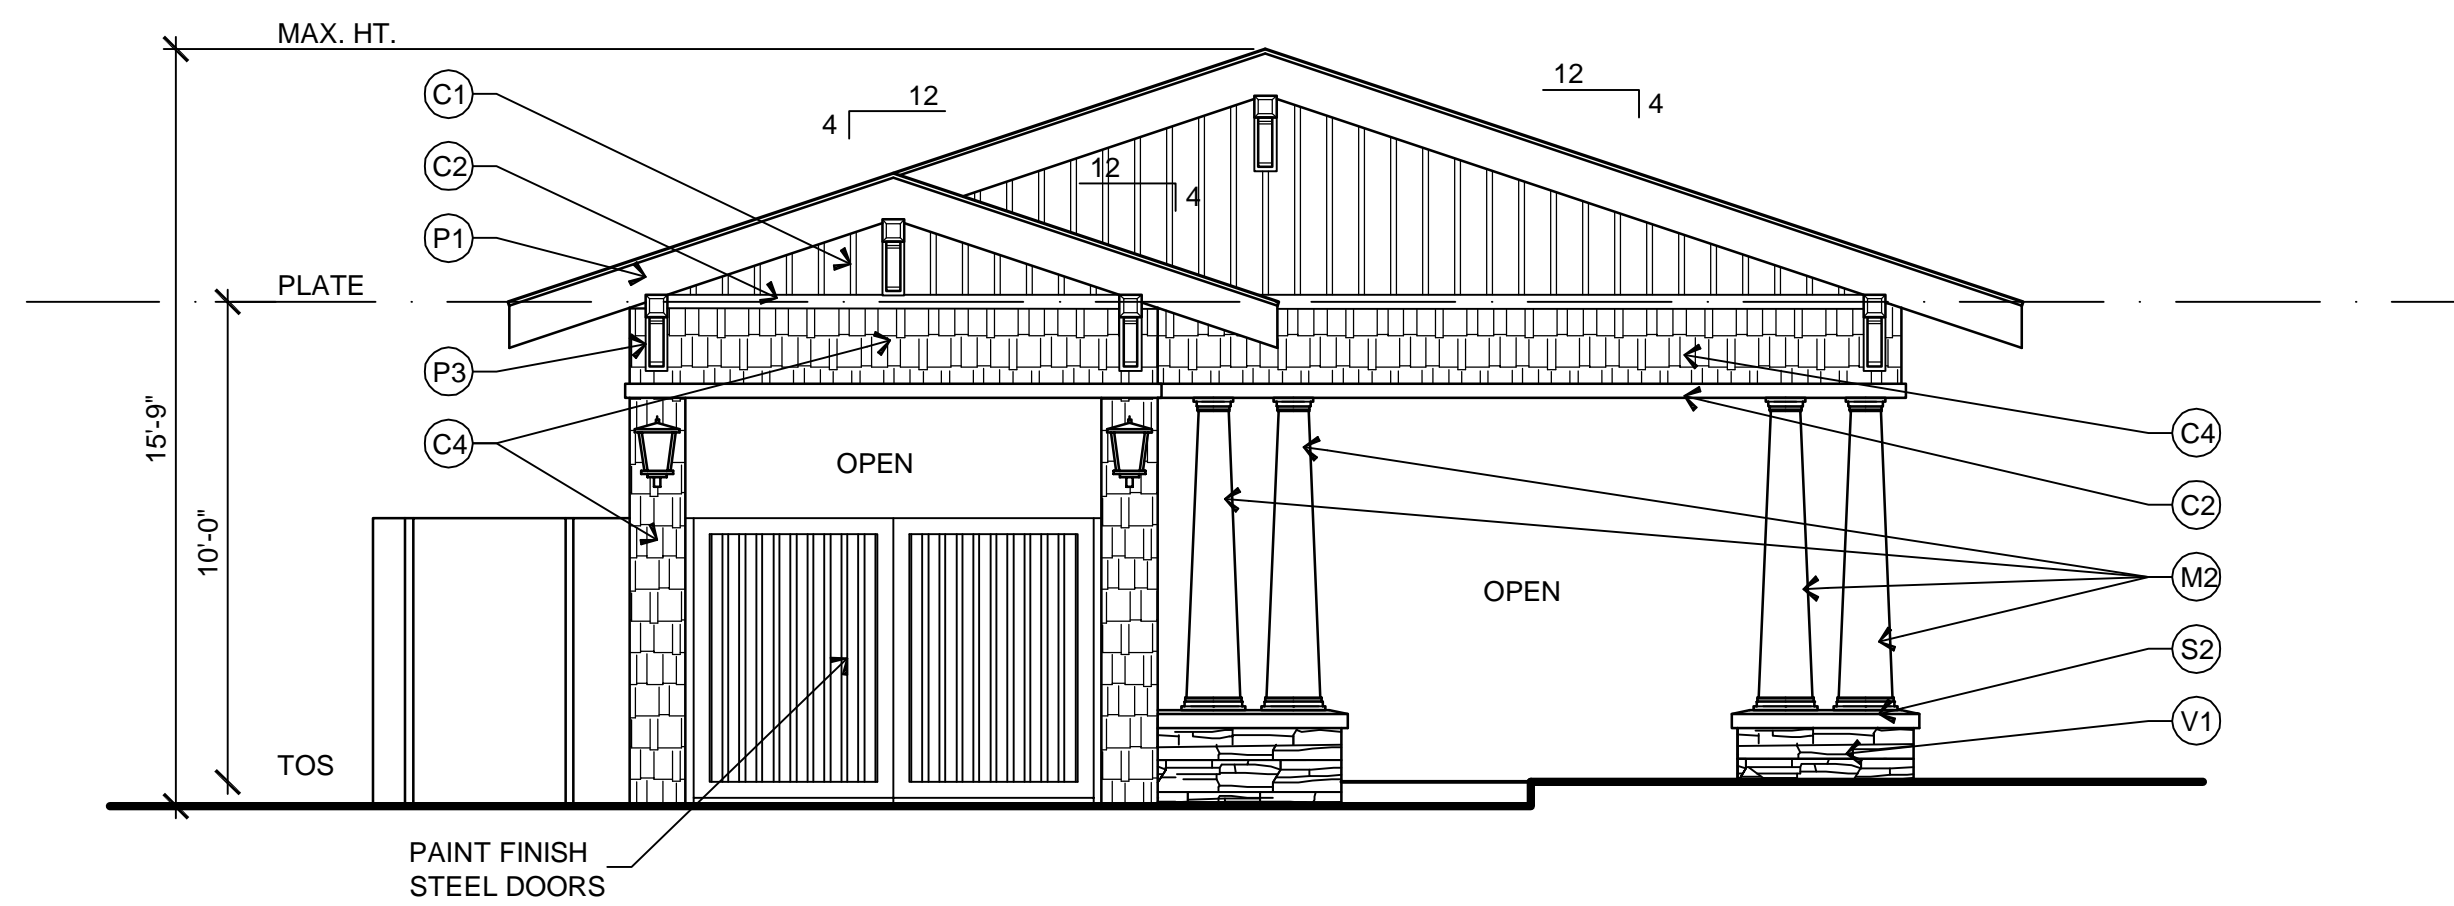 MAX. HT.
12
4
12
4
12
4
C1
C2
P1
PLATE
P3
C4
15'-9"
10'-0"
OPEN
OPEN
C4
C2
M2
S2
V1
TOS
PAINT FINISH
STEEL DOORS